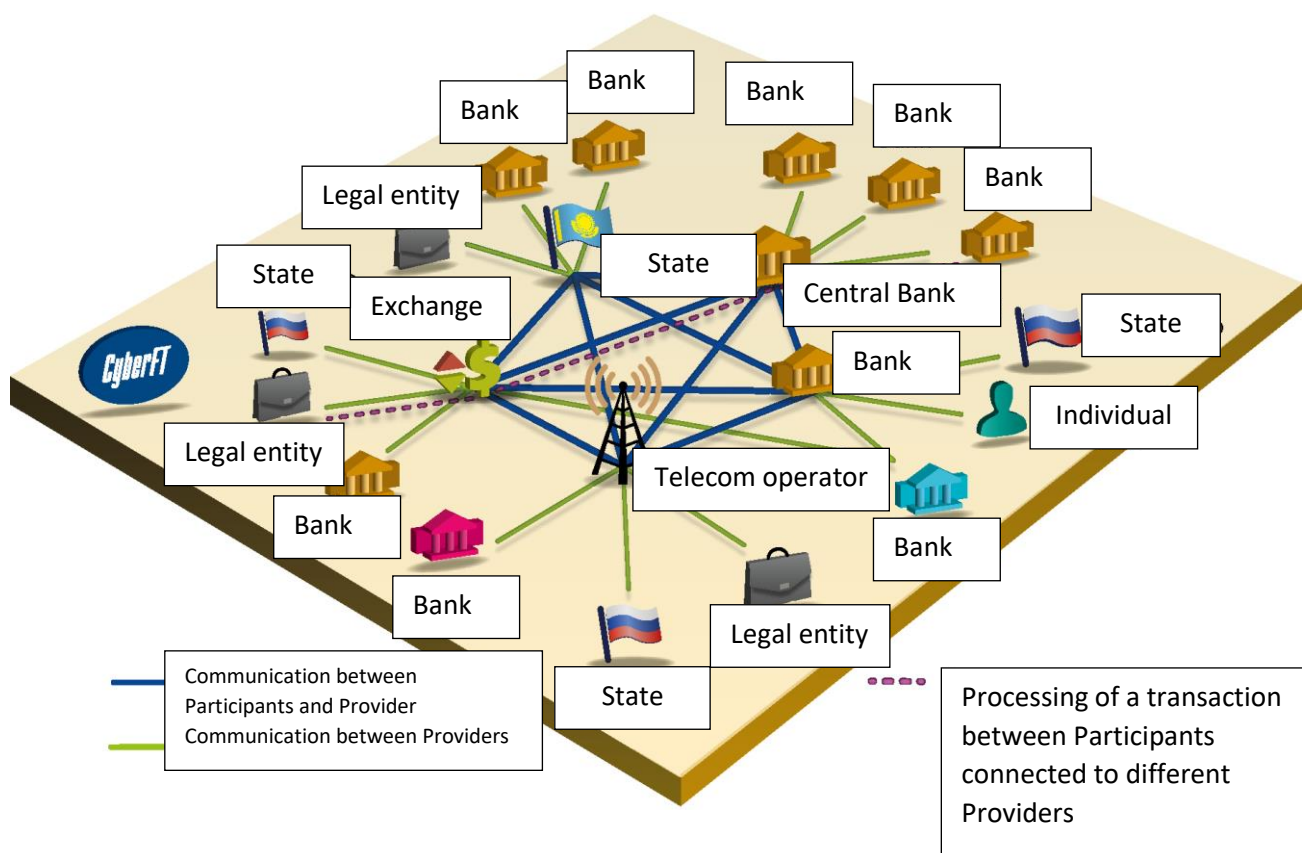 Bank
Bank
Bank
Bank
Bank
Legal entity
State
State
Exchange
Central Bank
State
CyberFT
Bank
Individual
Legal entity
Telecom operator
Bank
Bank
Bank
Legal entity
State
Communication between
Participants and Provider
Communication between Providers
Processing of a transaction
between Participants
connected to different
Providers